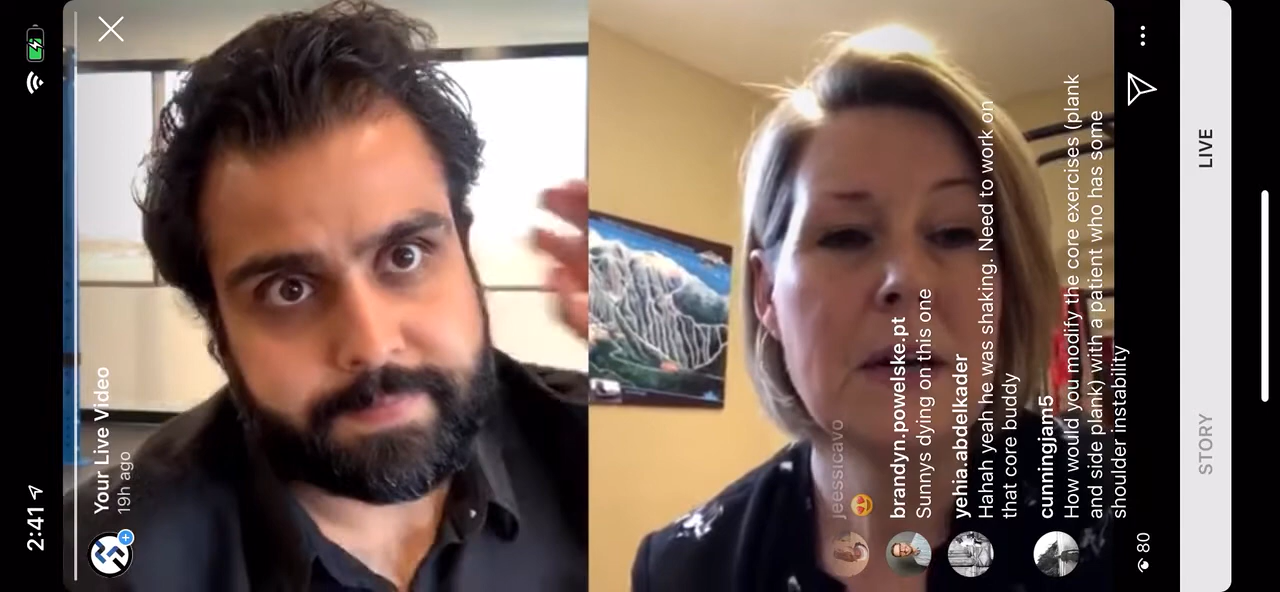 2:41
Your Live Video
19h ago
jeessicavo
😍
brandyn.powelske.pt
Sunnys dying on this one
yehia.abdelkader
Hahah yeah he was shaking. Need to work on
that core buddy
cunningjam5
How would you modify the core exercises (plank
and side plank) with a patient who has some
shoulder instability
80
STORY
LIVE